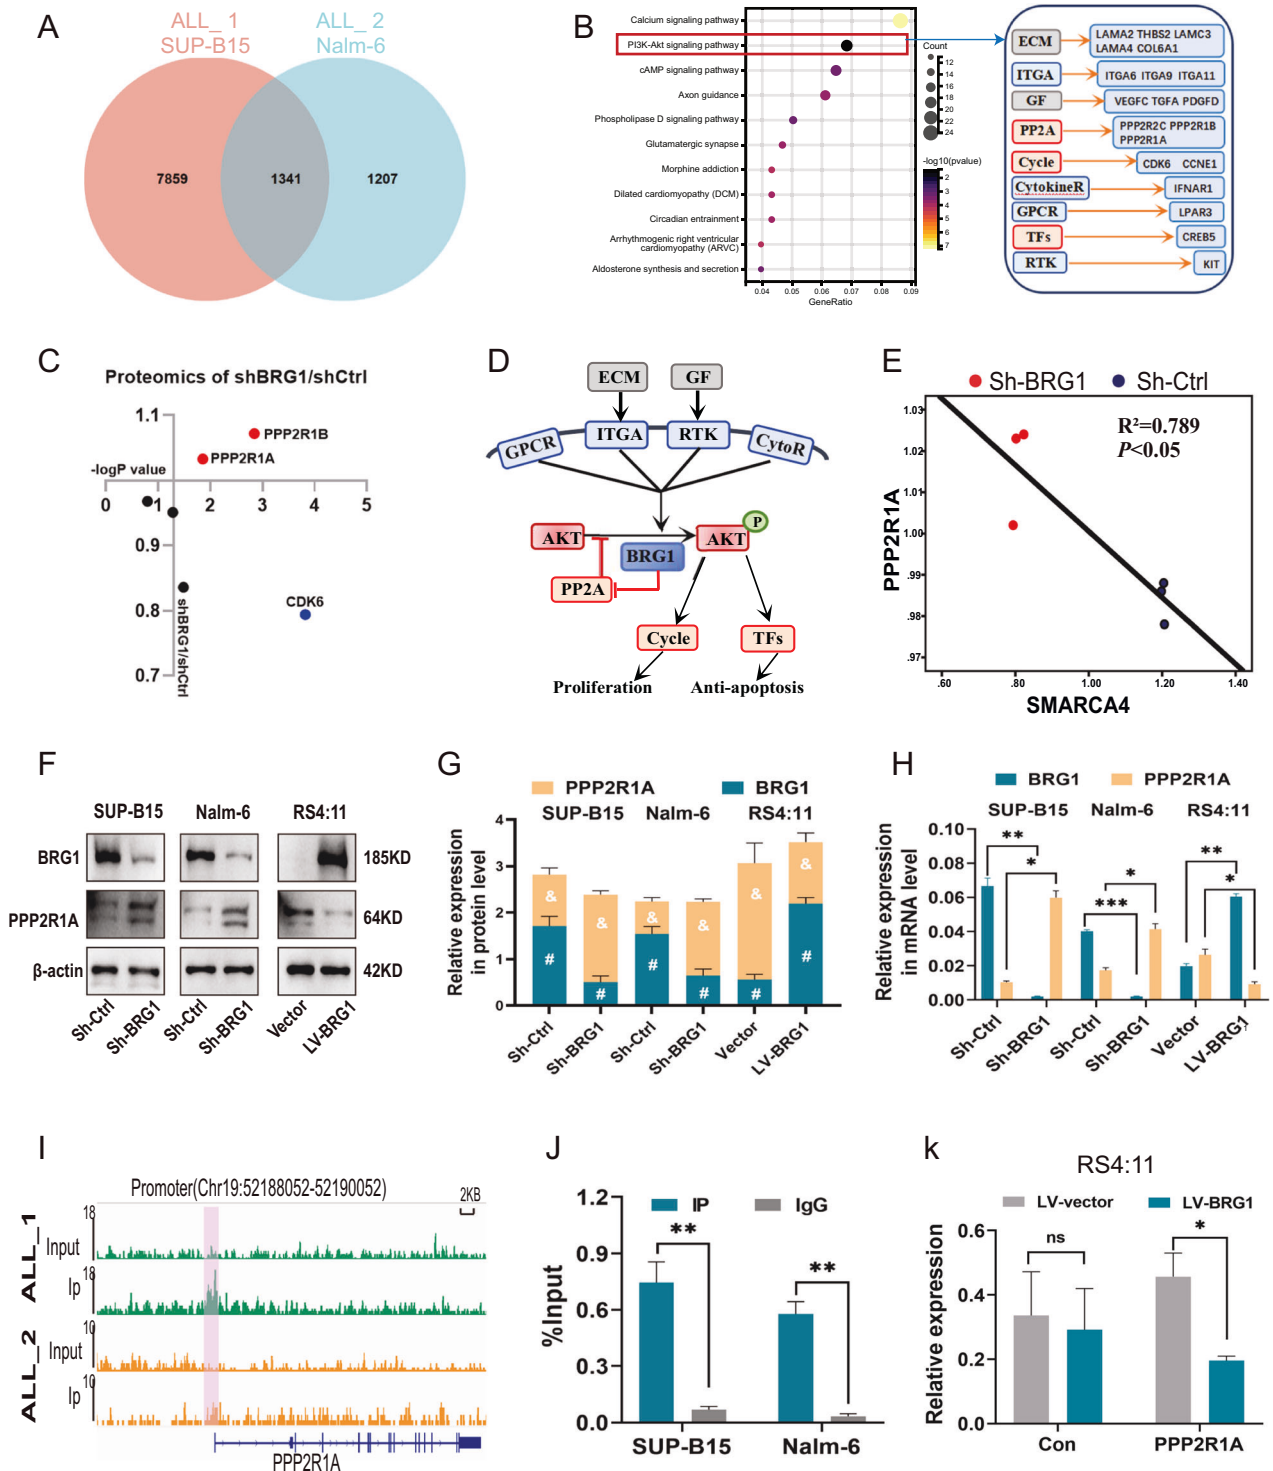 A
ALL_ 1
SUP-B15
ALL_ 2
Nalm-6
7859
1341
1207
B
Calcium signaling pathway
PI3K-Akt signaling pathway
cAMP signaling pathway
Axon guidance
Phospholipase D signaling pathway
Glutamatergic synapse
Morphine addiction
Dilated cardiomyopathy (DCM)
Circadian entrainment
Arrhythmogenic right ventricular
cardiomyopathy (ARVC)
Aldosterone synthesis and secretion
0.04 0.05 0.06 0.07 0.08 0.09
GeneRatio
Count
12
14
16
18
20
22
24
-log10(pvalue)
2
3
4
5
6
7
ECM
LAMA2 THBS2 LAMC3
LAMA4 COL6A1
ITGA
ITGA6 ITGA9 ITGA11
GF
VEGFC TGFA PDGFD
PP2A
PPP2R2C PPP2R1B
PPP2R1A
Cycle
CDK6 CCNE1
CytokineR
IFNAR1
GPCR
LPAR3
TFs
CREB5
RTK
KIT
C
Proteomics of shBRG1/shCtrl
1.1
PPP2R1B
PPP2R1A
-logP value
0 1 2 3 4 5
0.9
0.8
0.7
CDK6
shBRG1/shCtrl
D
ECM
GF
GPCR
ITGA
RTK
CytoR
AKT
BRG1
AKT
P
PP2A
Cycle
TFs
Proliferation
Anti-apoptosis
E
Sh-BRG1
Sh-Ctrl
R²=0.789
P<0.05
1.03
1.02
1.01
1.00
.99
.98
.97
PPP2R1A
.60 .80 1.00 1.20 1.40
SMARCA4
F
SUP-B15
Nalm-6
RS4:11
BRG1
185KD
PPP2R1A
64KD
β-actin
42KD
Sh-Ctrl
Sh-BRG1
Sh-Ctrl
Sh-BRG1
Vector
LV-BRG1
G
PPP2R1A
BRG1
SUP-B15
Nalm-6
RS4:11
Relative expression
in protein level
4
3
2
1
0
& & & & & &
# # # # # #
Sh-Ctrl
Sh-BRG1
Sh-Ctrl
Sh-BRG1
Vector
LV-BRG1
H
BRG1
PPP2R1A
SUP-B15
Nalm-6
RS4:11
Relative expression
in mRNA level
0.10
0.08
0.06
0.04
0.02
0.00
**
*
*
***
**
*
Sh-Ctrl
Sh-BRG1
Sh-Ctrl
Sh-BRG1
Vector
LV-BRG1
I
Promoter(Chr19:52188052-52190052)
2KB
ALL_1
18
Input
18
Ip
ALL_2
10
Input
10
Ip
PPP2R1A
J
IP
IgG
%Input
1.2
0.9
0.6
0.3
0.0
**
**
SUP-B15
Nalm-6
k
RS4:11
LV-vector
LV-BRG1
Relative expression
0.6
0.4
0.2
0.0
ns
*
Con
PPP2R1A